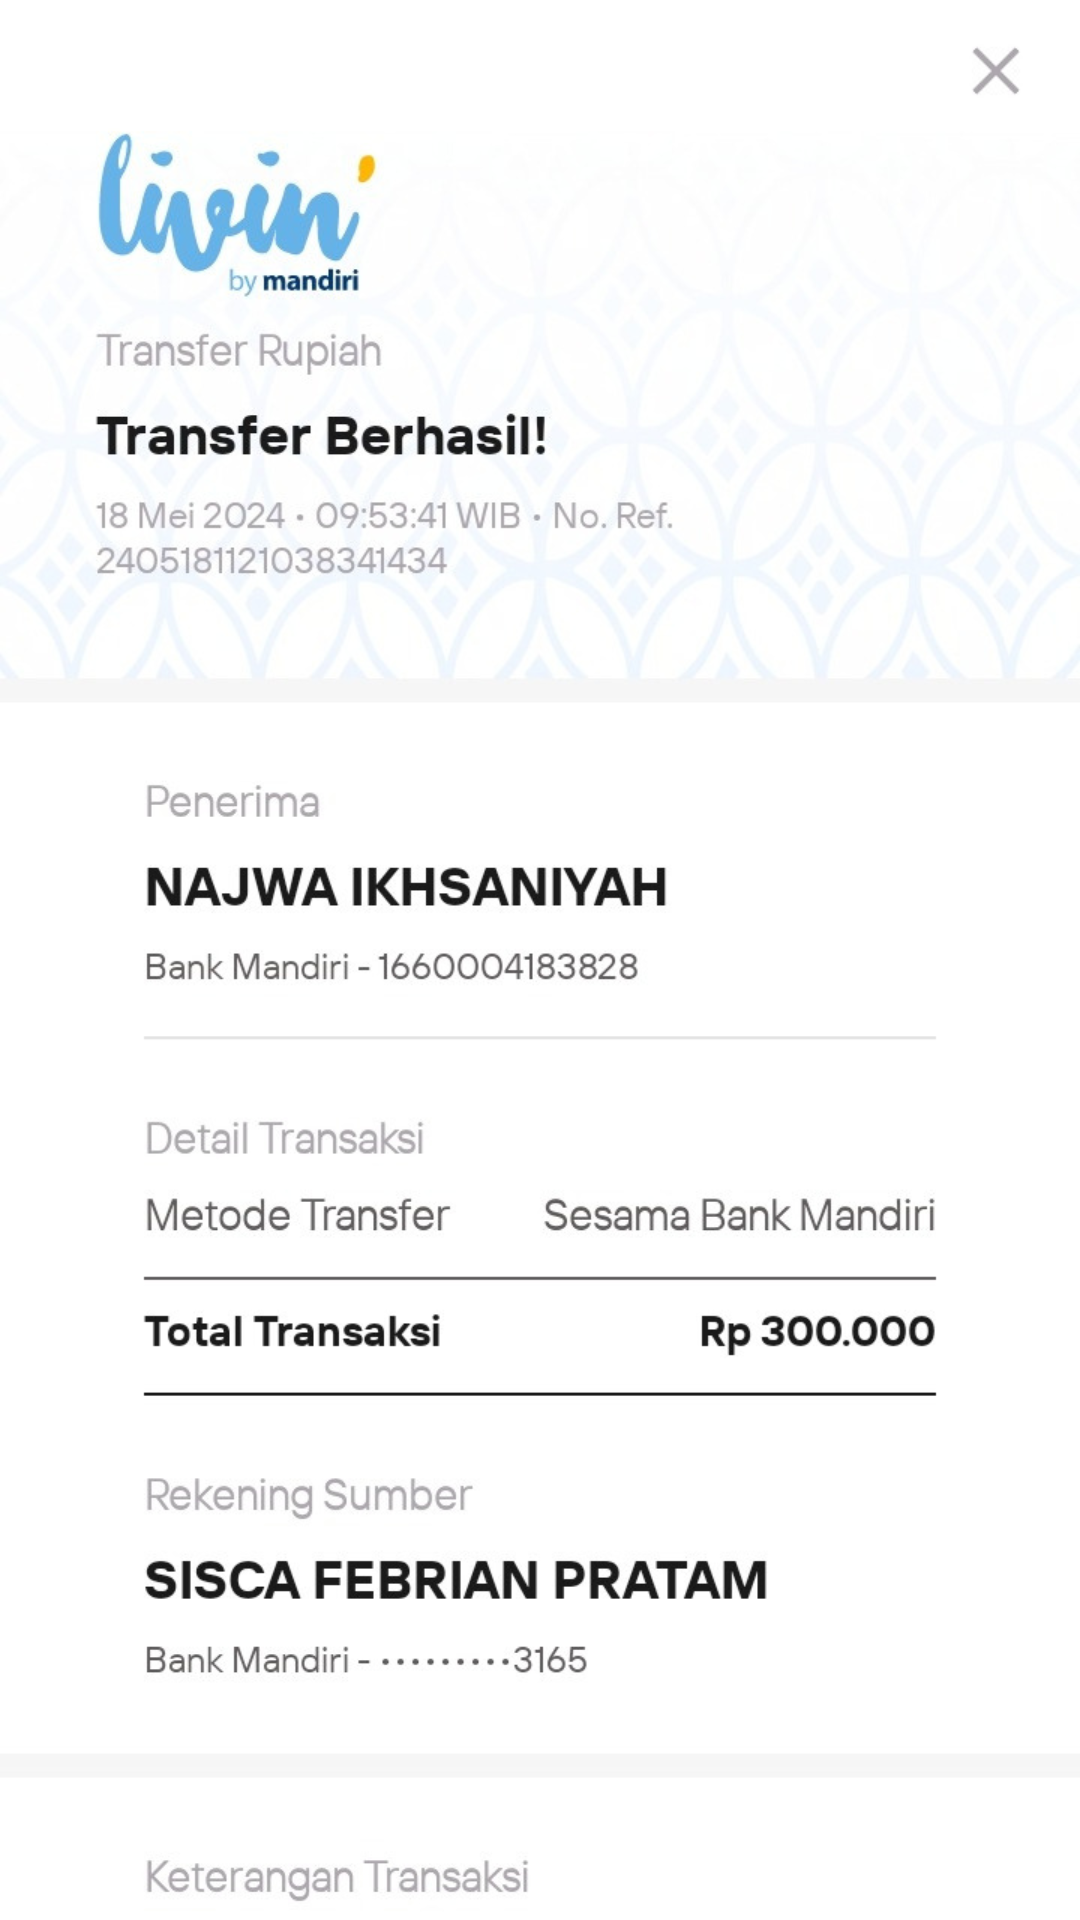 livin'
by mandiri
Transfer Rupiah
Transfer Berhasil!
18 Mei 2024 • 09:53:41 WIB • No. Ref.
2405181121038341434
Penerima
NAJWA IKHSANIYAH
Bank Mandiri - 1660004183828
Detail Transaksi
Metode Transfer Sesama Bank Mandiri
Total Transaksi Rp 300.000
Rekening Sumber
SISCA FEBRIAN PRATAM
Bank Mandiri - •••••••••3165
Keterangan Transaksi